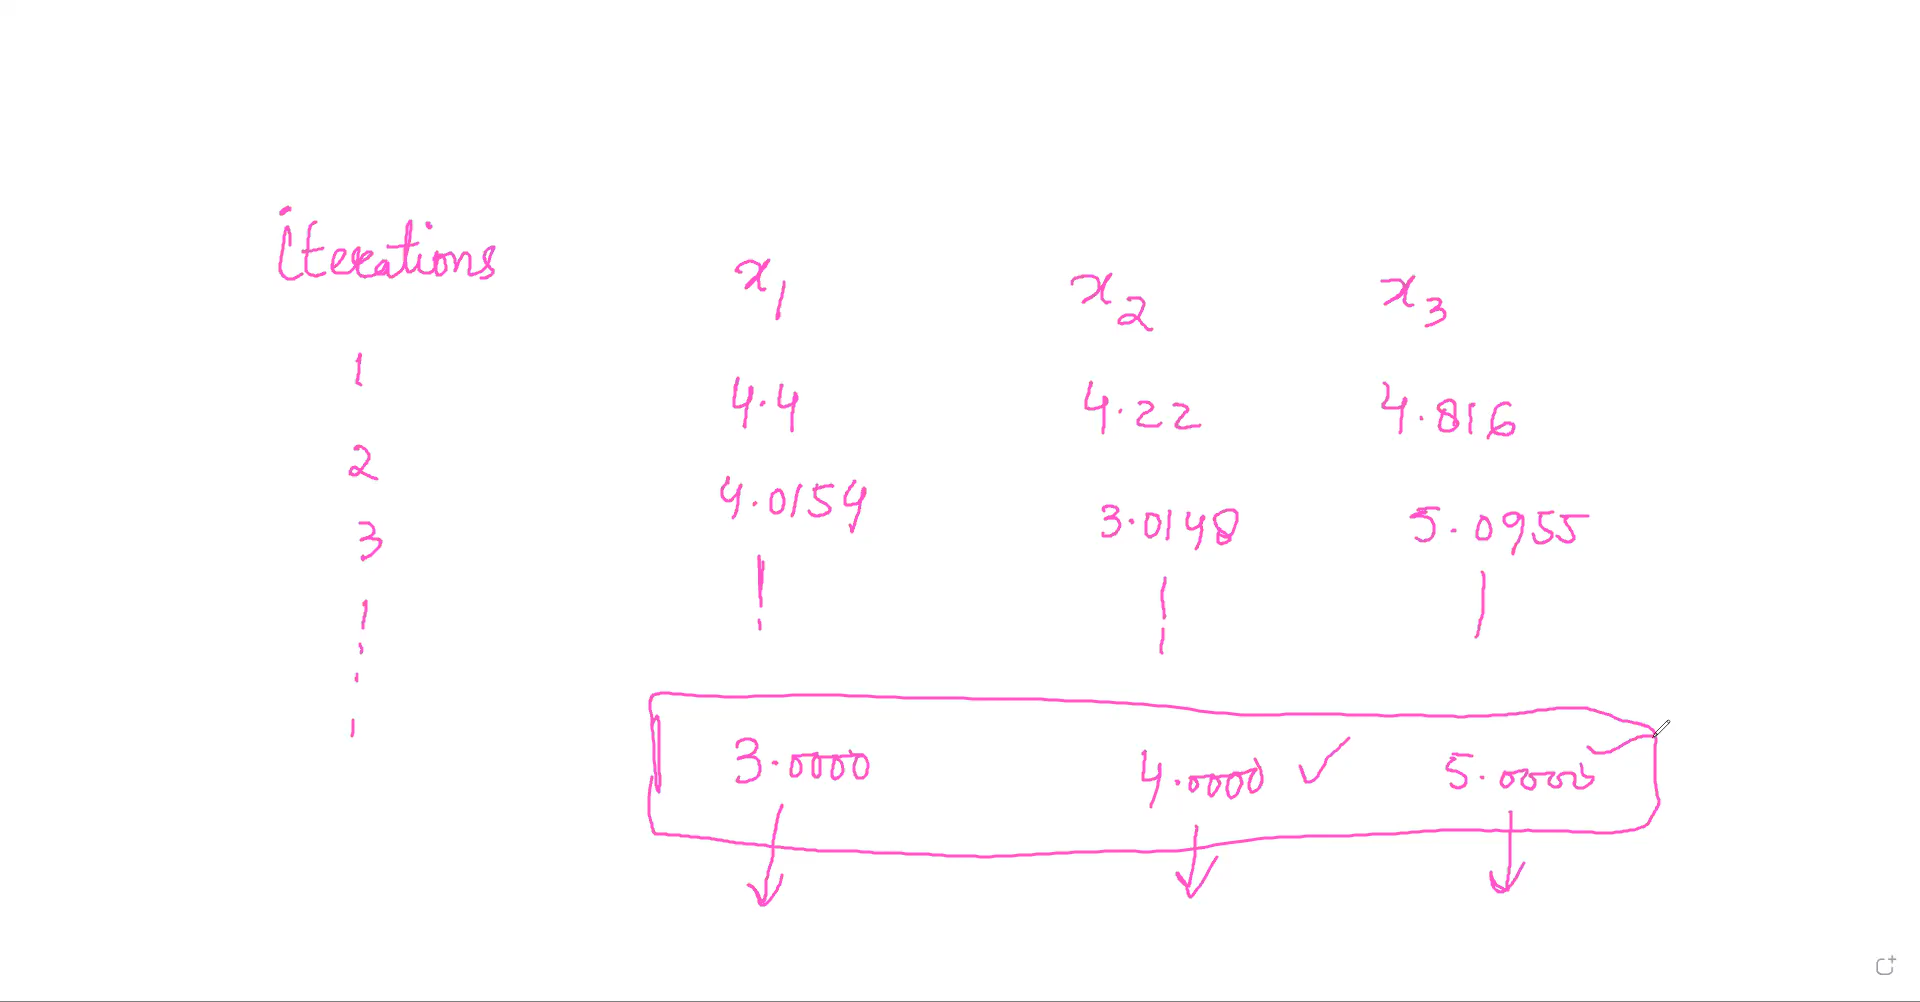 iterations x₁ x₂ x₃
1 4.4 4.22 4.816
2 4.0154 3.0148 5.0955
3
3.0000 4.0000 ✓ 5.0000 ✓